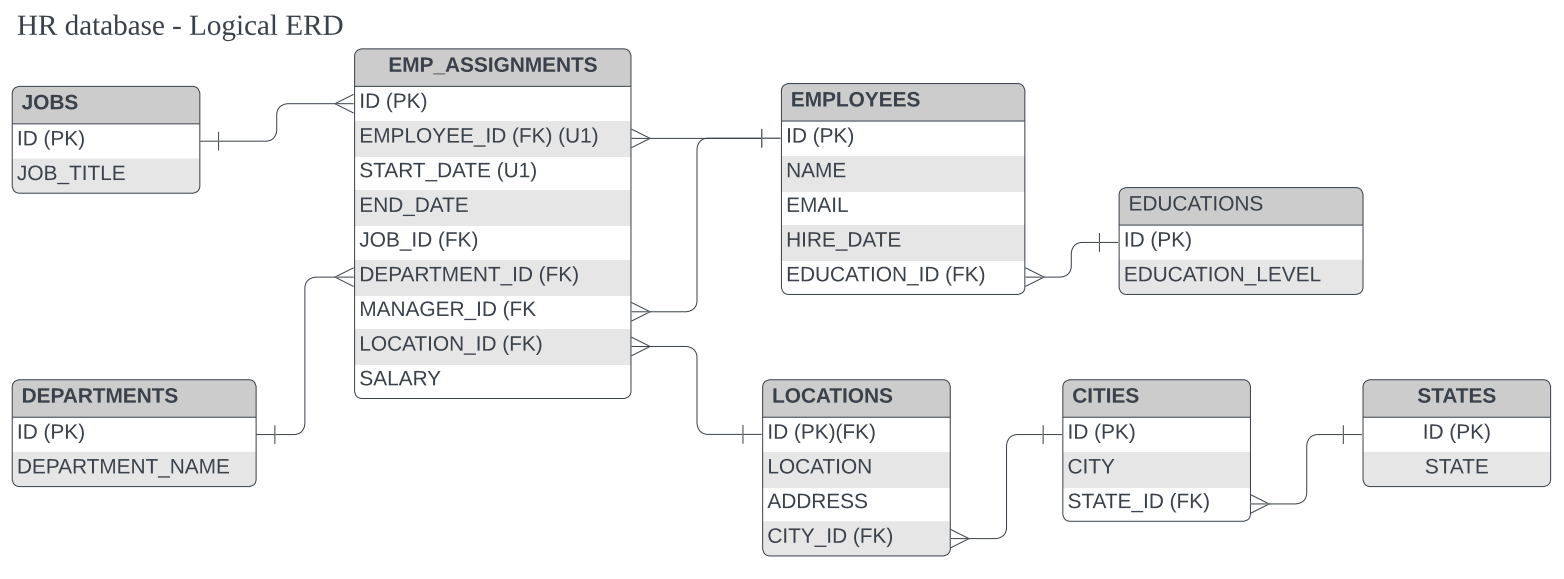 HR database - Logical ERD
JOBS
ID (PK)
JOB_TITLE
EMP_ASSIGNMENTS
ID (PK)
EMPLOYEE_ID (FK) (U1)
START_DATE (U1)
END_DATE
JOB_ID (FK)
DEPARTMENT_ID (FK)
MANAGER_ID (FK
LOCATION_ID (FK)
SALARY
EMPLOYEES
ID (PK)
NAME
EMAIL
HIRE_DATE
EDUCATION_ID (FK)
EDUCATIONS
ID (PK)
EDUCATION_LEVEL
DEPARTMENTS
ID (PK)
DEPARTMENT_NAME
LOCATIONS
ID (PK)(FK)
LOCATION
ADDRESS
CITY_ID (FK)
CITIES
ID (PK)
CITY
STATE_ID (FK)
STATES
ID (PK)
STATE